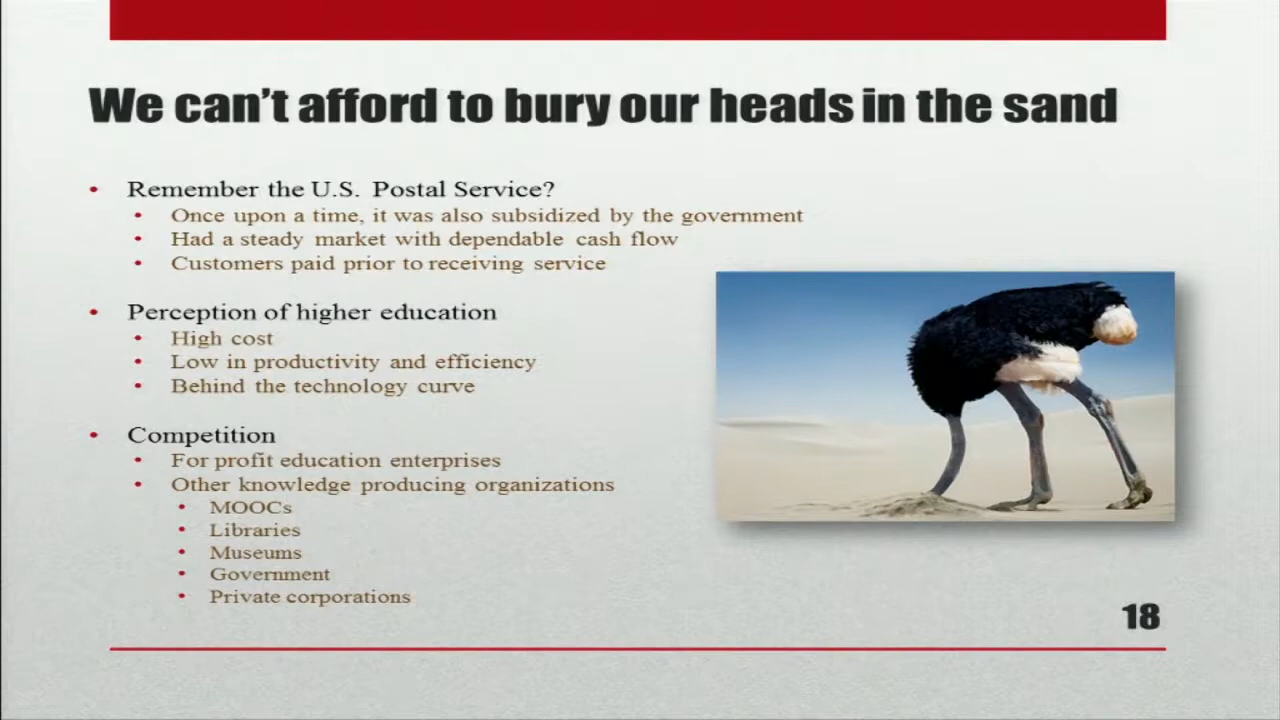 We can't afford to bury our heads in the sand
• Remember the U.S. Postal Service?
• Once upon a time, it was also subsidized by the government
• Had a steady market with dependable cash flow
• Customers paid prior to receiving service
• Perception of higher education
• High cost
• Low in productivity and efficiency
• Behind the technology curve
• Competition
• For profit education enterprises
• Other knowledge producing organizations
• MOOCs
• Libraries
• Museums
• Government
• Private corporations
18